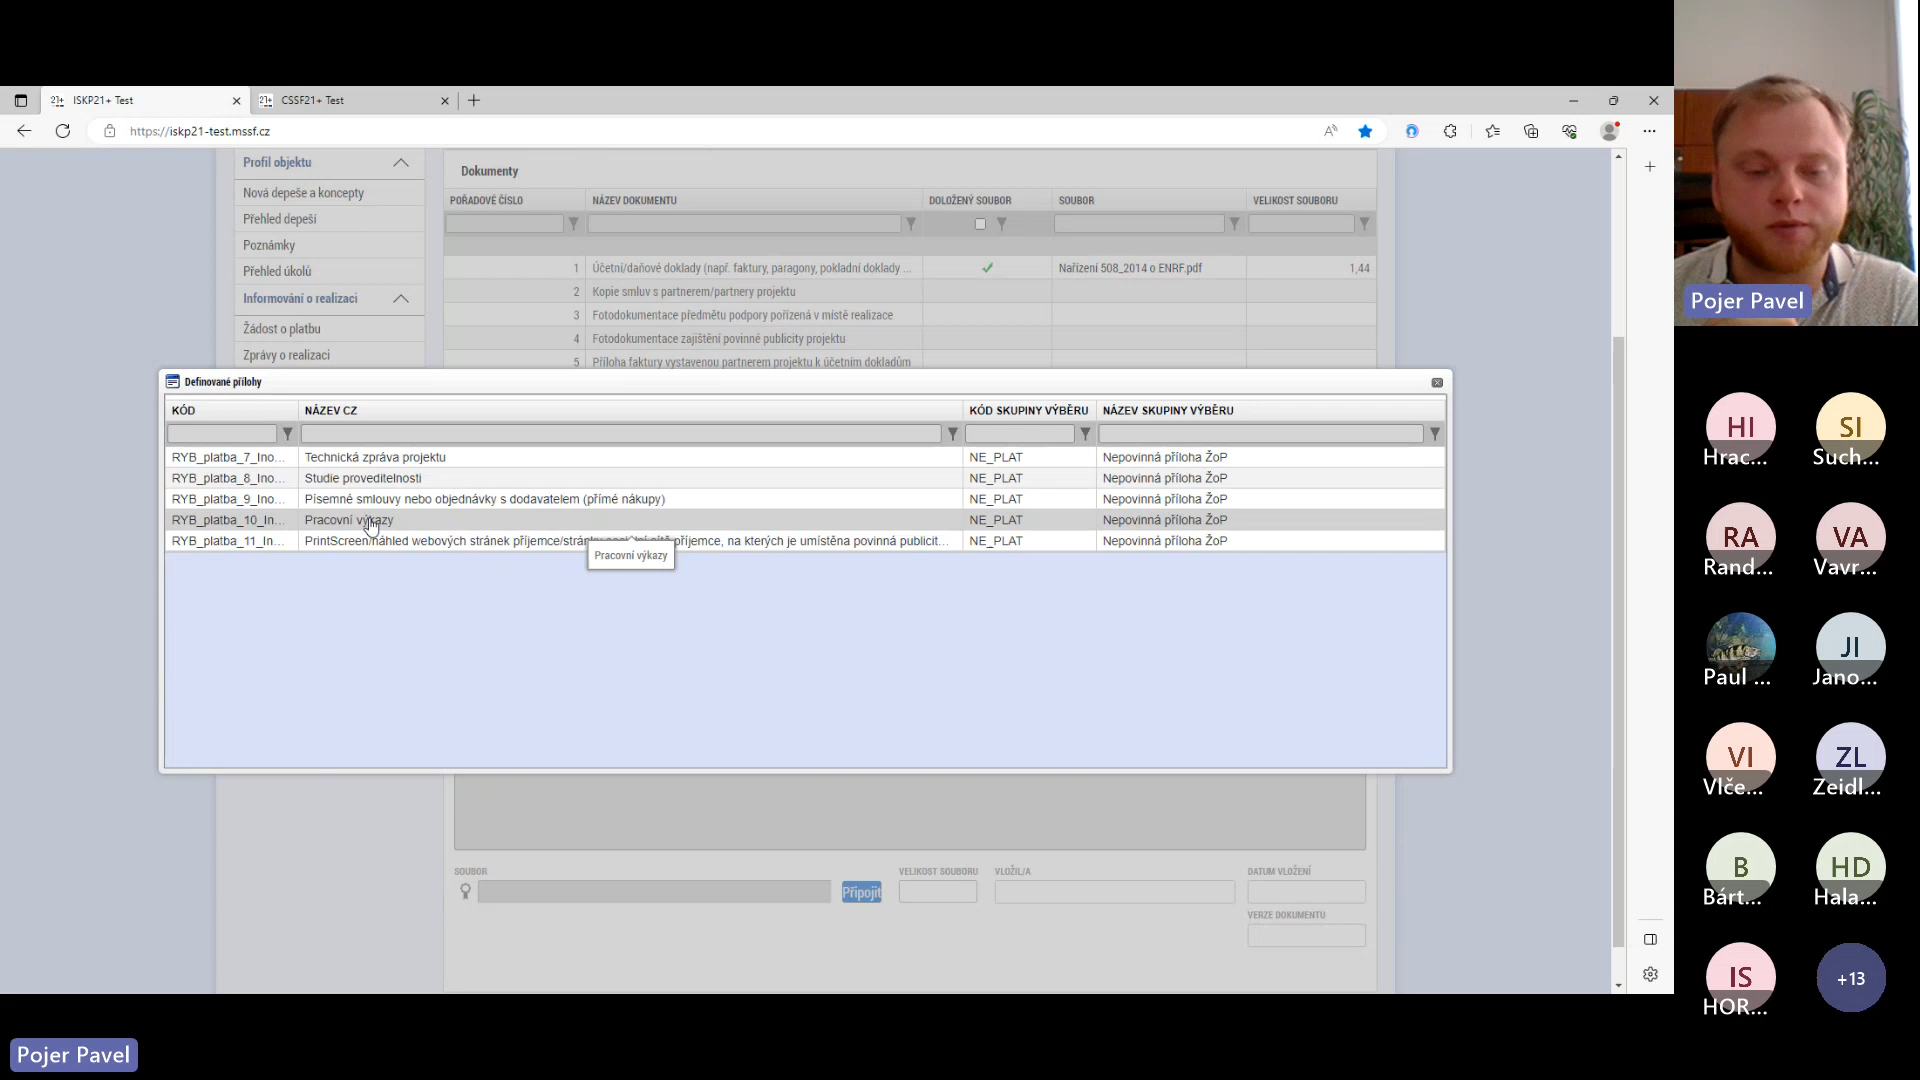 ISKP21+ Test
CSSF21+ Test
https://iskp21-test.mssf.cz
Profil objektu
Nová depeše a koncepty
Přehled depeší
Poznámky
Přehled úkolů
Informování o realizaci
Žádost o platbu
Zprávy o realizaci
Dokumenty
POŘADOVÉ ČÍSLO NÁZEV DOKUMENTU DOLOŽENÝ SOUBOR SOUBOR VELIKOST SOUBORU
1 Účetní/daňové doklady (např. faktury, paragony, pokladní doklady ... Nařízení 508_2014 o ENRF.pdf 1,44
2 Kopie smluv s partnerem/partnery projektu
3 Fotodokumentace předmětu podpory pořízená v místě realizace
4 Fotodokumentace zajištění povinné publicity projektu
5 Příloha faktury vystavenou partnerem projektu k účetním dokladům
Definované přílohy
KÓD NÁZEV CZ KÓD SKUPINY VÝBĚRU NÁZEV SKUPINY VÝBĚRU
RYB_platba_7_Ino... Technická zpráva projektu NE_PLAT Nepovinná příloha ŽoP
RYB_platba_8_Ino... Studie proveditelnosti NE_PLAT Nepovinná příloha ŽoP
RYB_platba_9_Ino... Písemné smlouvy nebo objednávky s dodavatelem (přímé nákupy) NE_PLAT Nepovinná příloha ŽoP
RYB_platba_10_In... Pracovní výkazy NE_PLAT Nepovinná příloha ŽoP
RYB_platba_11_In... PrintScreen/náhled webových stránek příjemce/strán příjemce, na kterých je umístěna povinná publicit... NE_PLAT Nepovinná příloha ŽoP
Pracovní výkazy
SOUBOR
Připojit
VELIKOST SOUBORU
VLOŽIL/A
DATUM VLOŽENÍ
VERZE DOKUMENTU
Pojer Pavel
HI
Hrac...
SI
Such...
RA
Rand...
VA
Vavr...
Paul ...
JI
Jano...
VI
Vlče...
ZL
Zeidl...
B
Bárt...
HD
Hala...
IS
HOR...
+13
Pojer Pavel